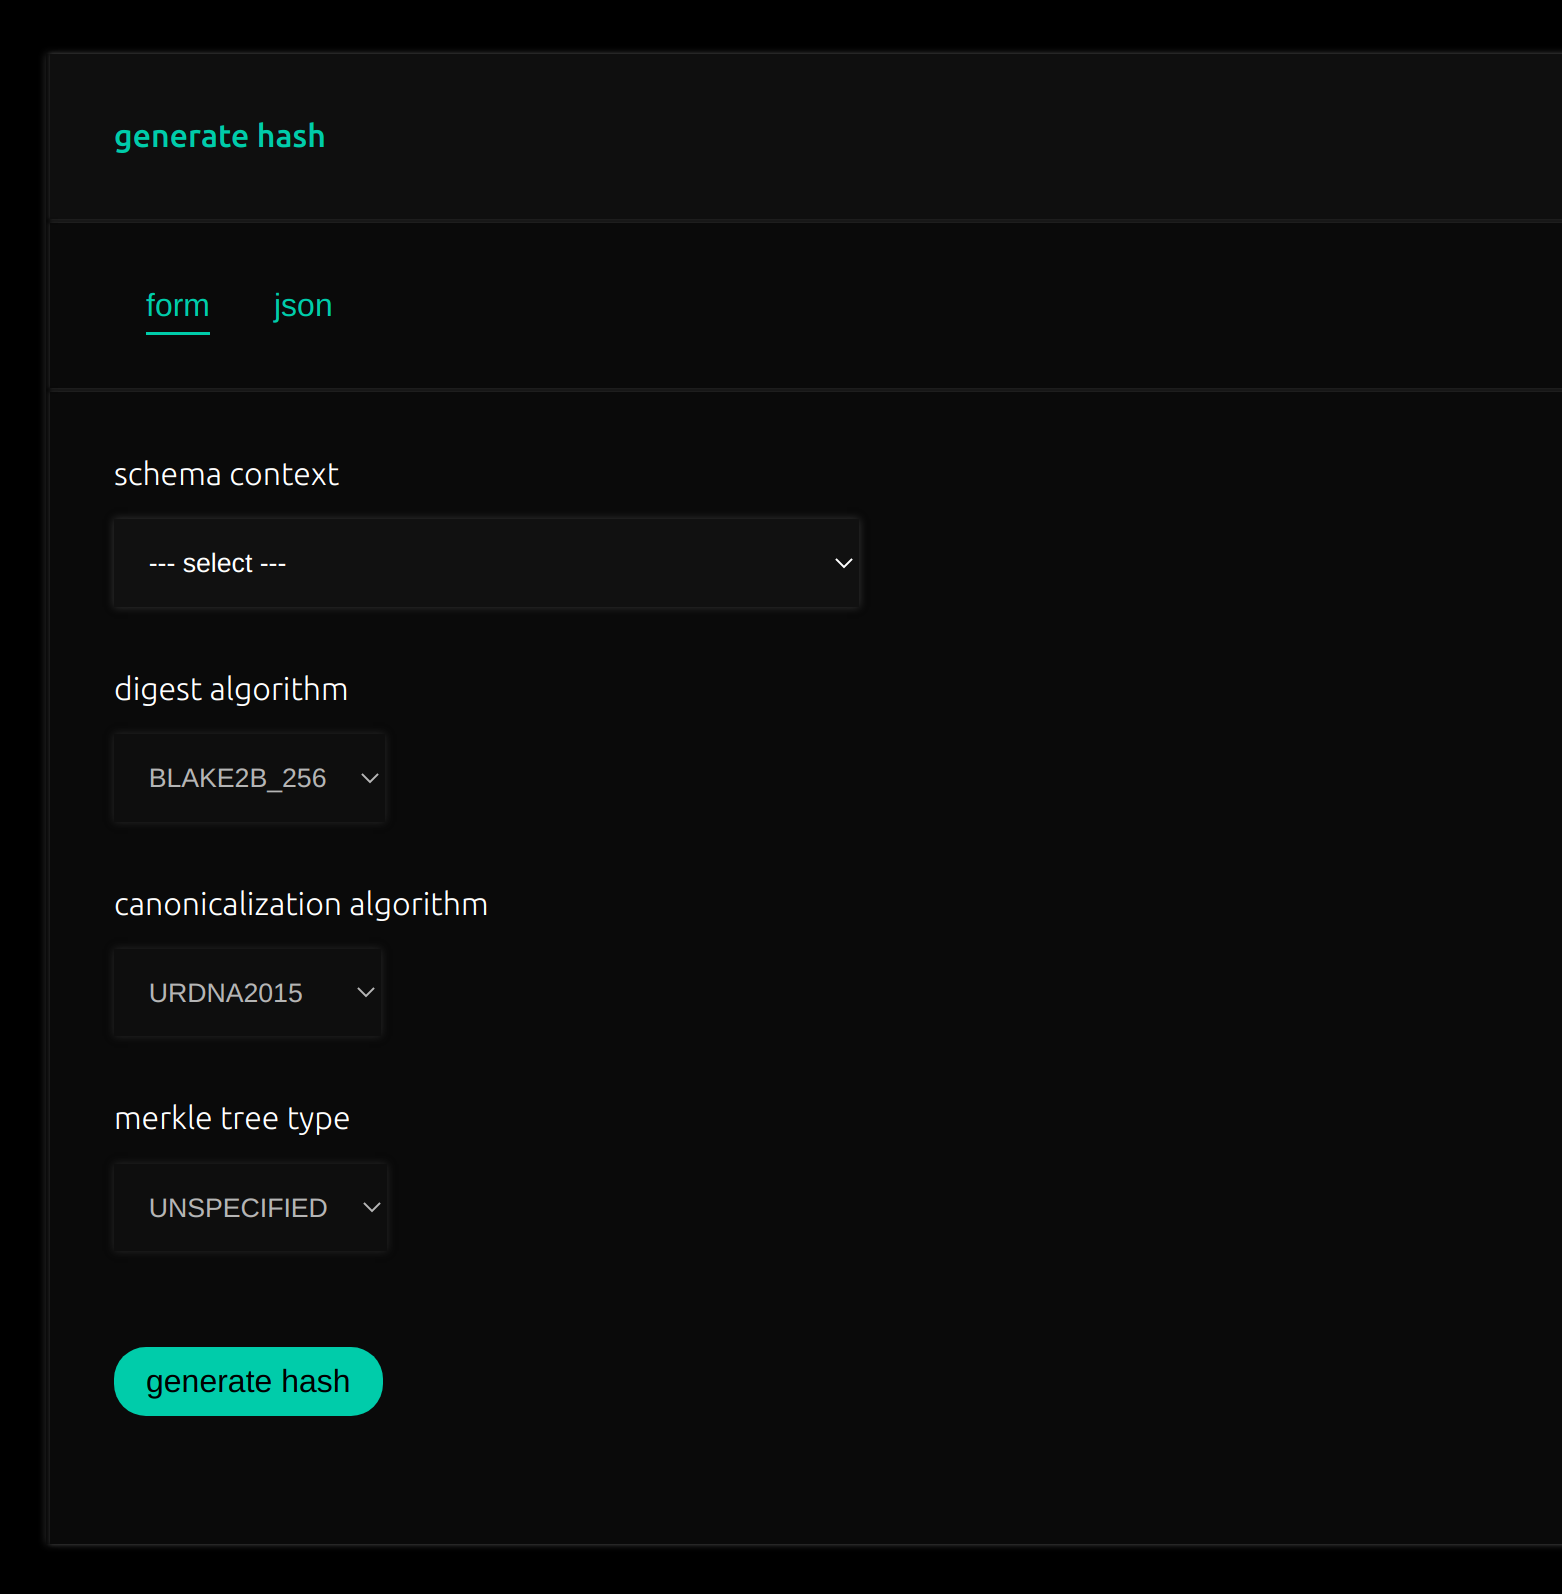 generate hash
form json
schema context
--- select ---
digest algorithm
BLAKE2B_256
canonicalization algorithm
URDNA2015
merkle tree type
UNSPECIFIED
generate hash